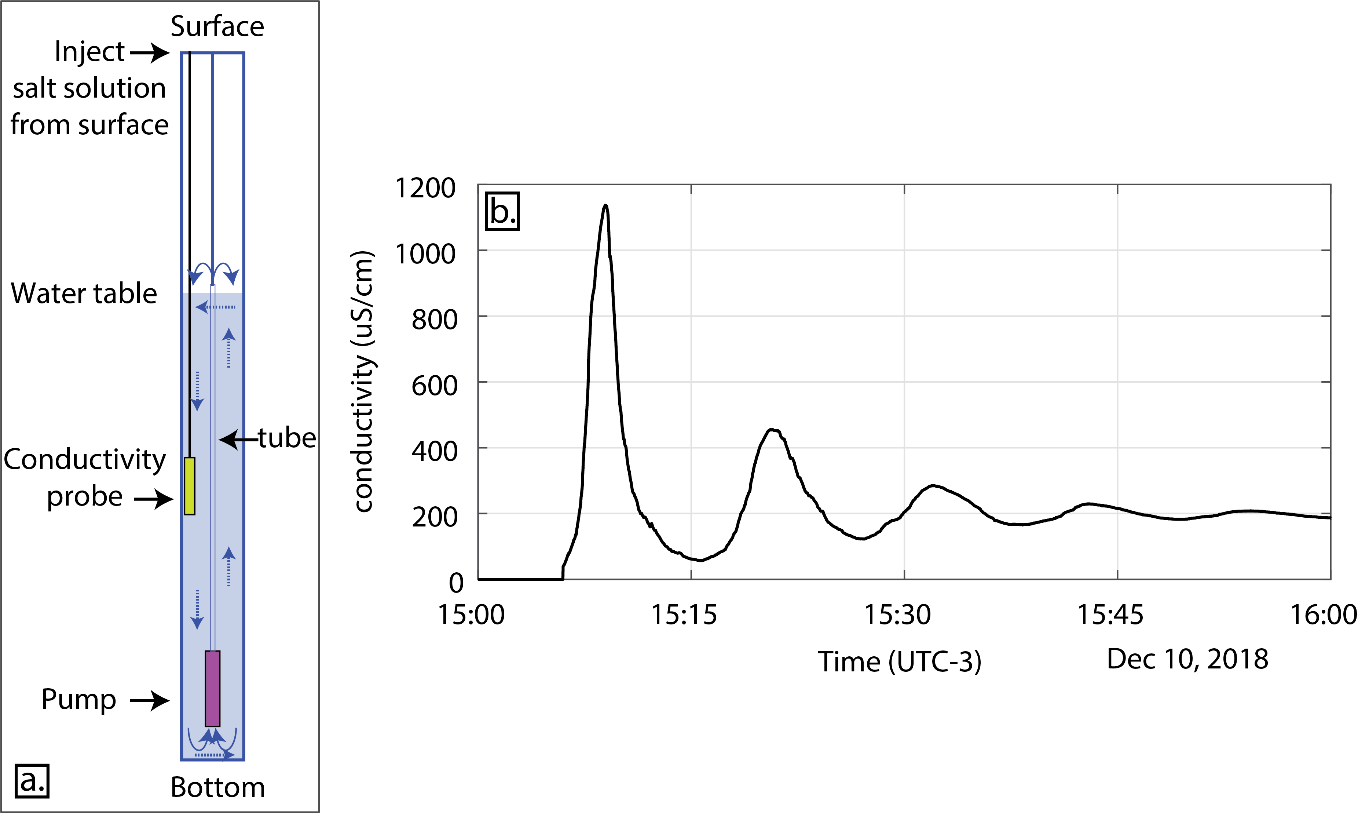 Surface
Inject
salt solution
from surface
Water table
tube
Conductivity
probe
Pump
Bottom
a.
b.
1200
1000
800
600
400
200
0
conductivity (uS/cm)
15:00
15:15
15:30
15:45
16:00
Time (UTC-3)
Dec 10, 2018